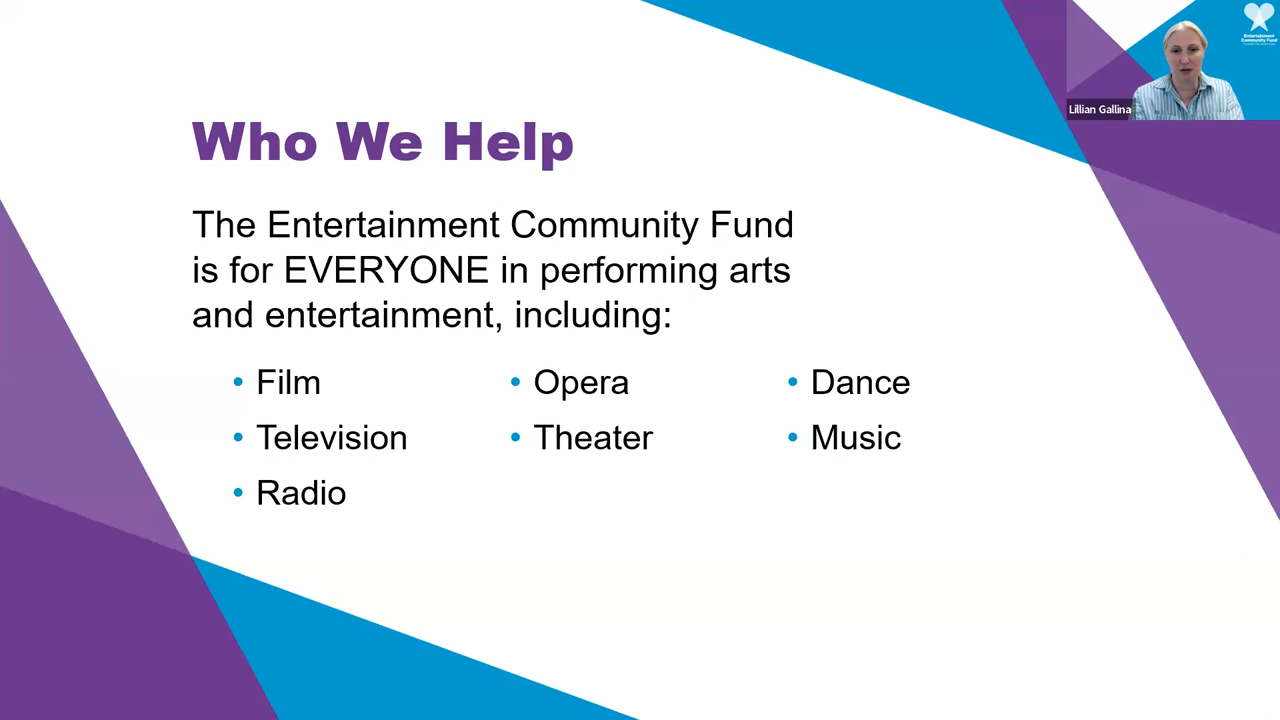 Who We Help
The Entertainment Community Fund
is for EVERYONE in performing arts
and entertainment, including:
• Film
• Television
• Radio
• Opera
• Theater
• Dance
• Music
Entertainment
Community Fund
Lillian Gallina